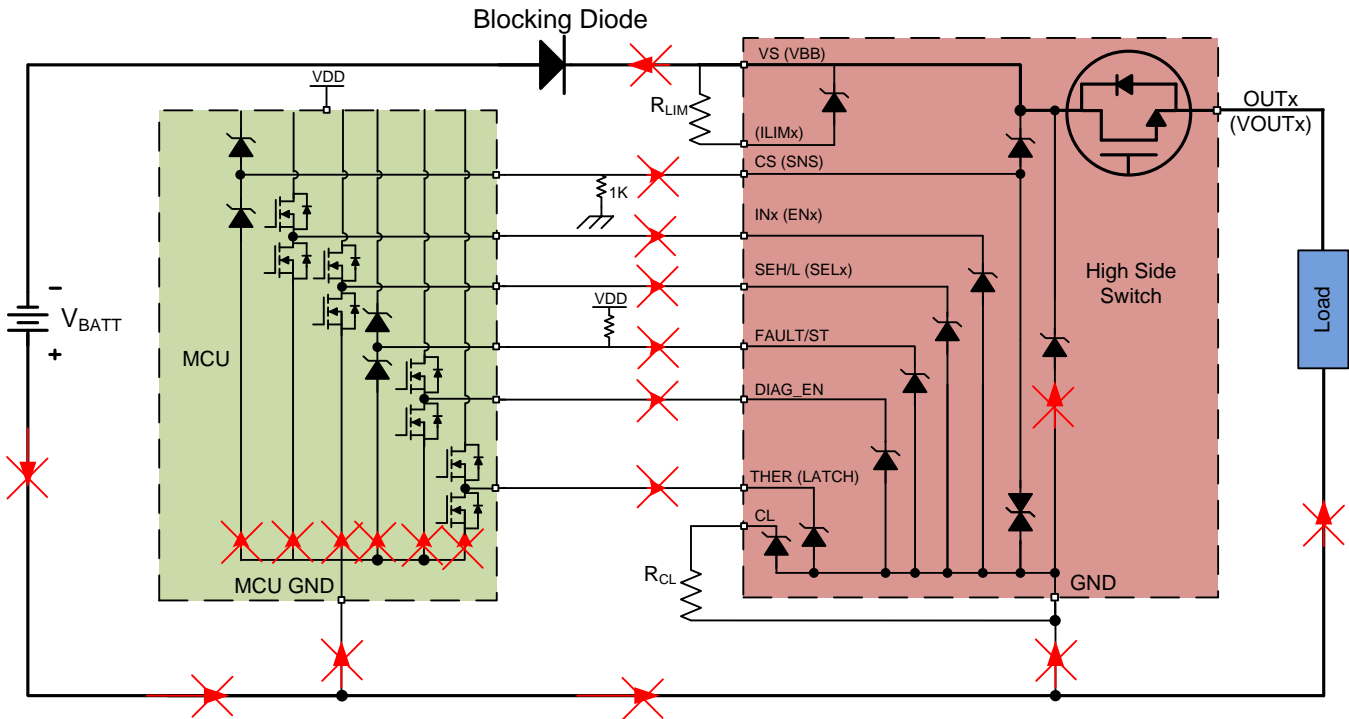 Blocking Diode
VDD
VS (VBB)
RLIM
(ILIMx)
OUTx
(VOUTx)
CS (SNS)
1K
INx (ENx)
SEH/L (SELx)
High Side
Switch
VDD
-
VBATT
+
Load
MCU
FAULT/ST
DIAG_EN
THER (LATCH)
CL
RCL
MCU GND
GND